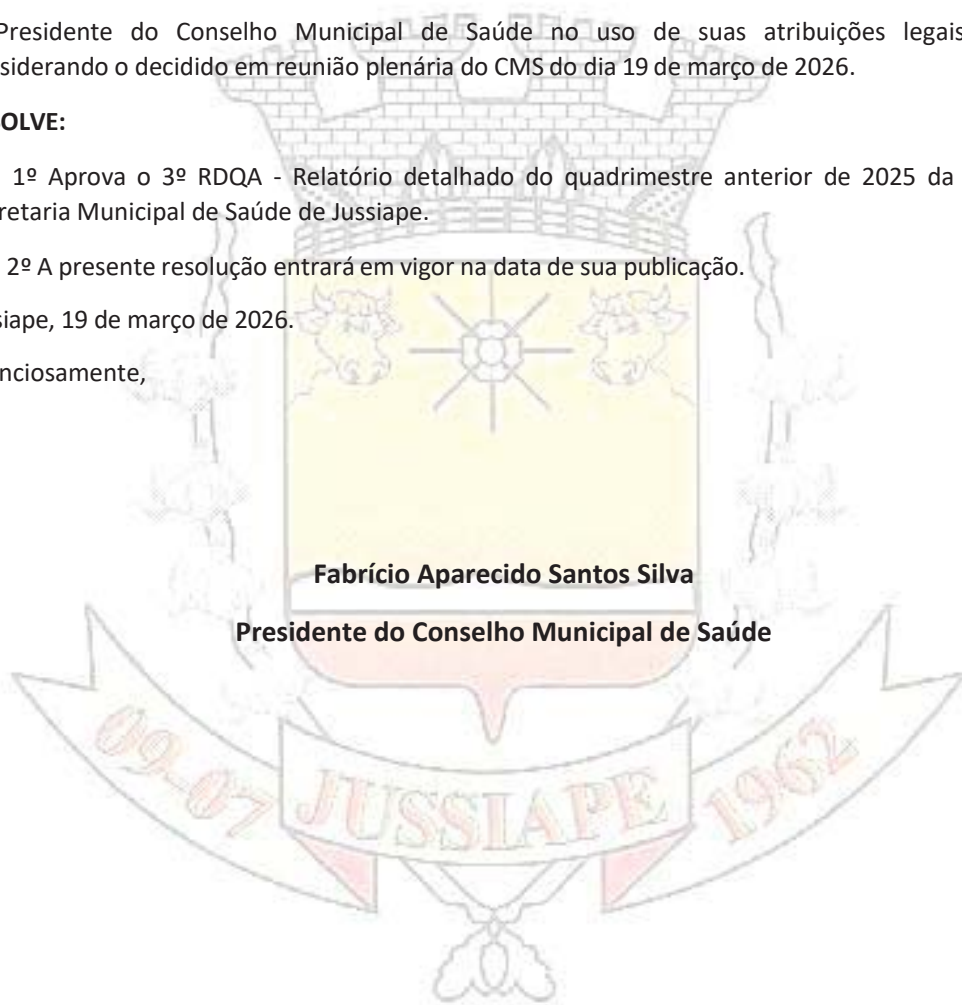 Presidente do Conselho Municipal de Saúde no uso de suas atribuições legais
siderando o decidido em reunião plenária do CMS do dia 19 de março de 2026.
OLVE:
1º Aprova o 3º RDQA - Relatório detalhado do quadrimestre anterior de 2025 da
retaria Municipal de Saúde de Jussiape.
2º A presente resolução entrará em vigor na data de sua publicação.
siape, 19 de março de 2026.
nciosamente,
Fabrício Aparecido Santos Silva
Presidente do Conselho Municipal de Saúde
09-07 JUSSIAPE 1962